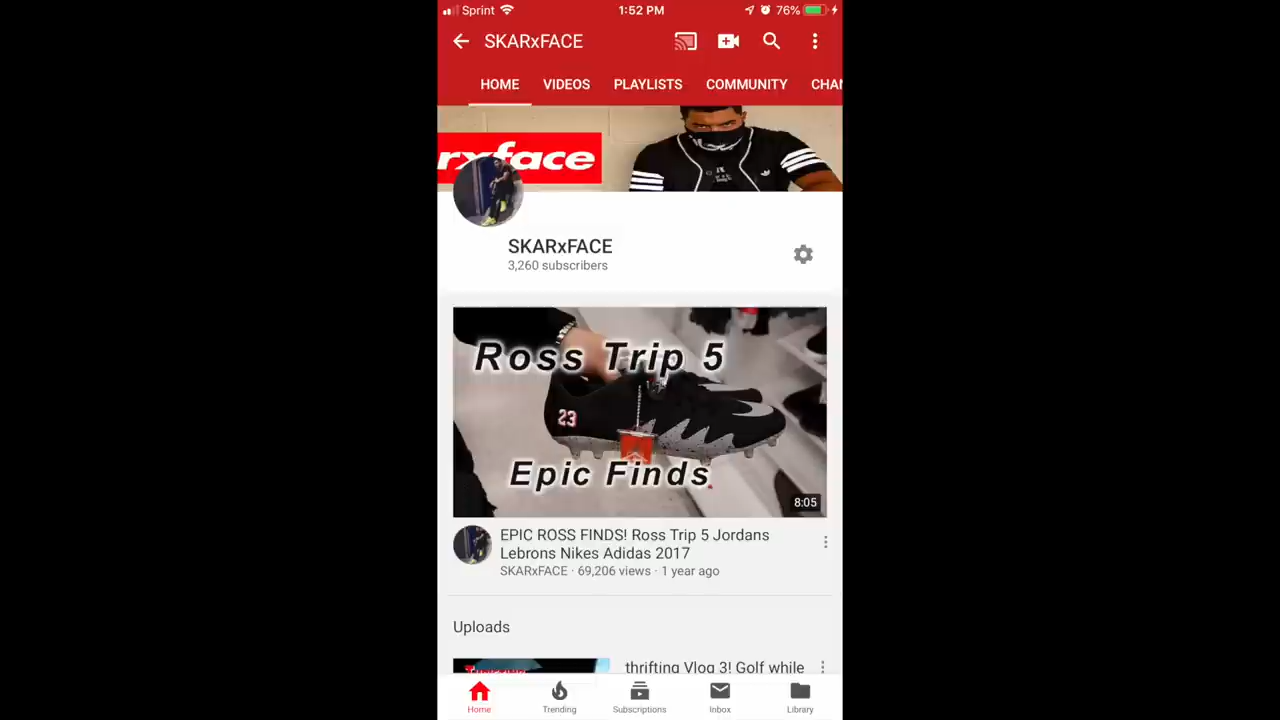 Sprint 1:52 PM 76%
SKARxFACE
HOME VIDEOS PLAYLISTS COMMUNITY CHAN
rxface
SKARxFACE
3,260 subscribers
Ross Trip 5
23
Epic Finds
8:05
EPIC ROSS FINDS! Ross Trip 5 Jordans
Lebrons Nikes Adidas 2017
SKARxFACE · 69,206 views · 1 year ago
Uploads
thrifting Vlog 3! Golf while
Home Trending Subscriptions Inbox Library